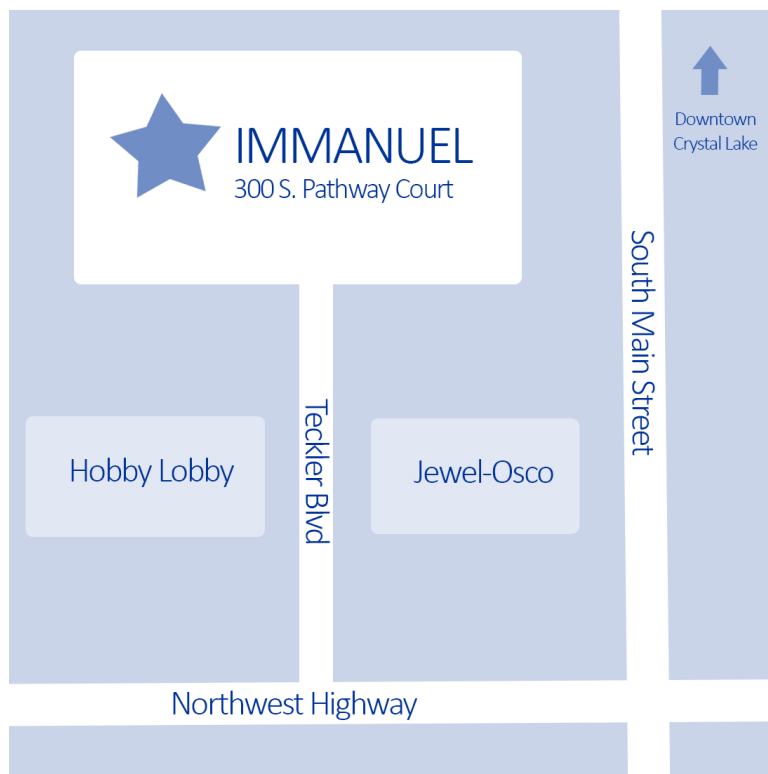 IMMANUEL
300 S. Pathway Court
Downtown
Crystal Lake
South Main Street
Teckler Blvd
Hobby Lobby
Jewel-Osco
Northwest Highway